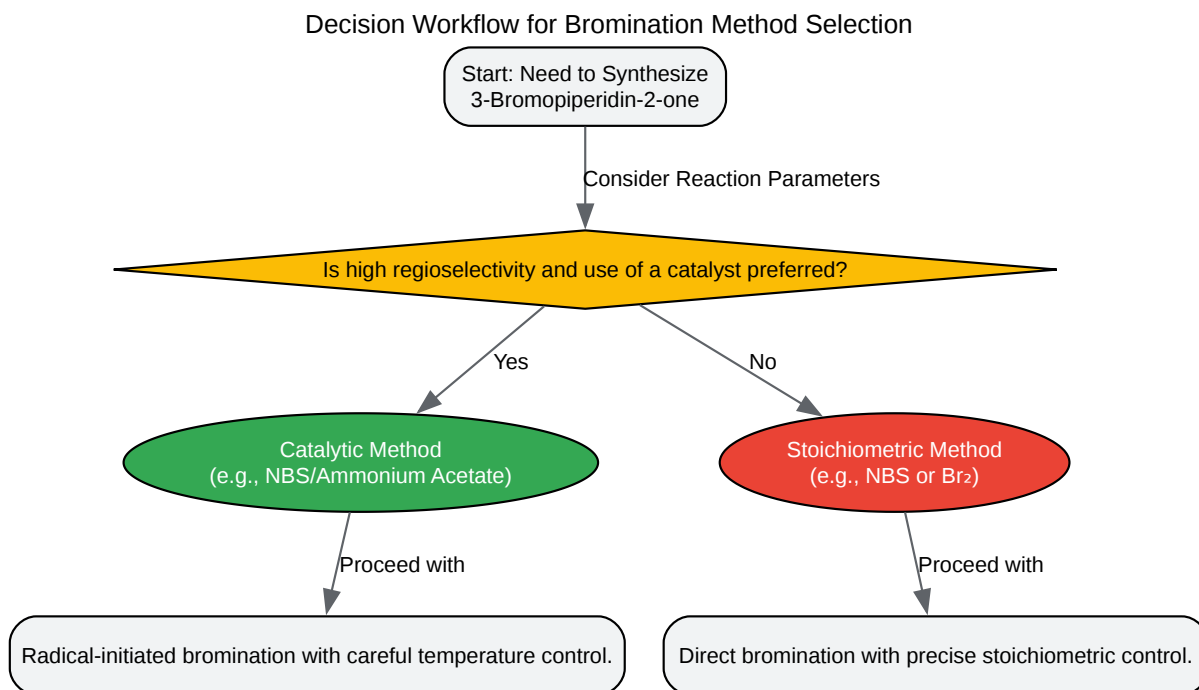 Decision Workflow for Bromination Method Selection
Start: Need to Synthesize
3-Bromopiperidin-2-one
Consider Reaction Parameters
Is high regioselectivity and use of a catalyst preferred?
Yes
No
Catalytic Method
(e.g., NBS/Ammonium Acetate)
Stoichiometric Method
(e.g., NBS or Br₂)
Proceed with
Proceed with
Radical-initiated bromination with careful temperature control.
Direct bromination with precise stoichiometric control.